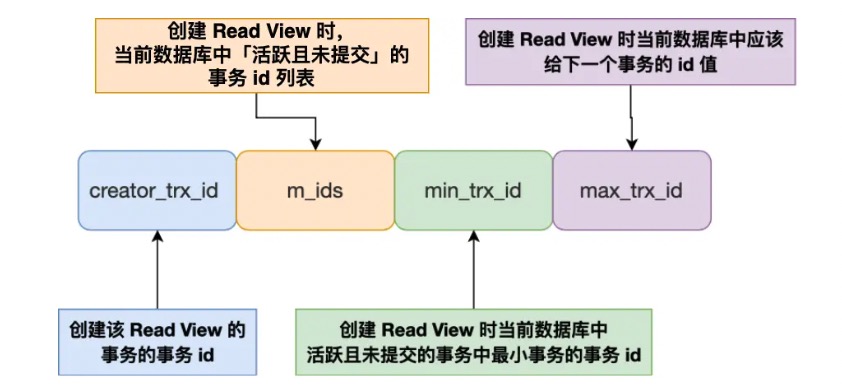 创建 Read View 时,
当前数据库中「活跃且未提交」的
事务 id 列表
创建 Read View 时当前数据库中应该
给下一个事务的 id 值
creator_trx_id
m_ids
min_trx_id
max_trx_id
创建该 Read View 的
事务的事务 id
创建 Read View 时当前数据库中
活跃且未提交的事务中最小事务的事务 id